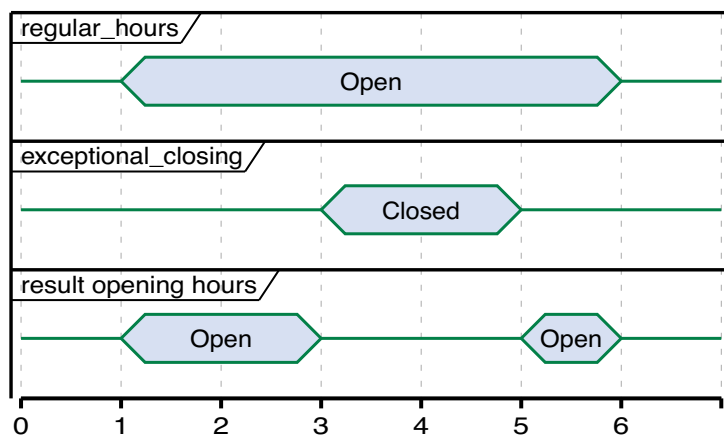 regular_hours
Open
exceptional_closing
Closed
result opening hours
Open Open
0 1 2 3 4 5 6